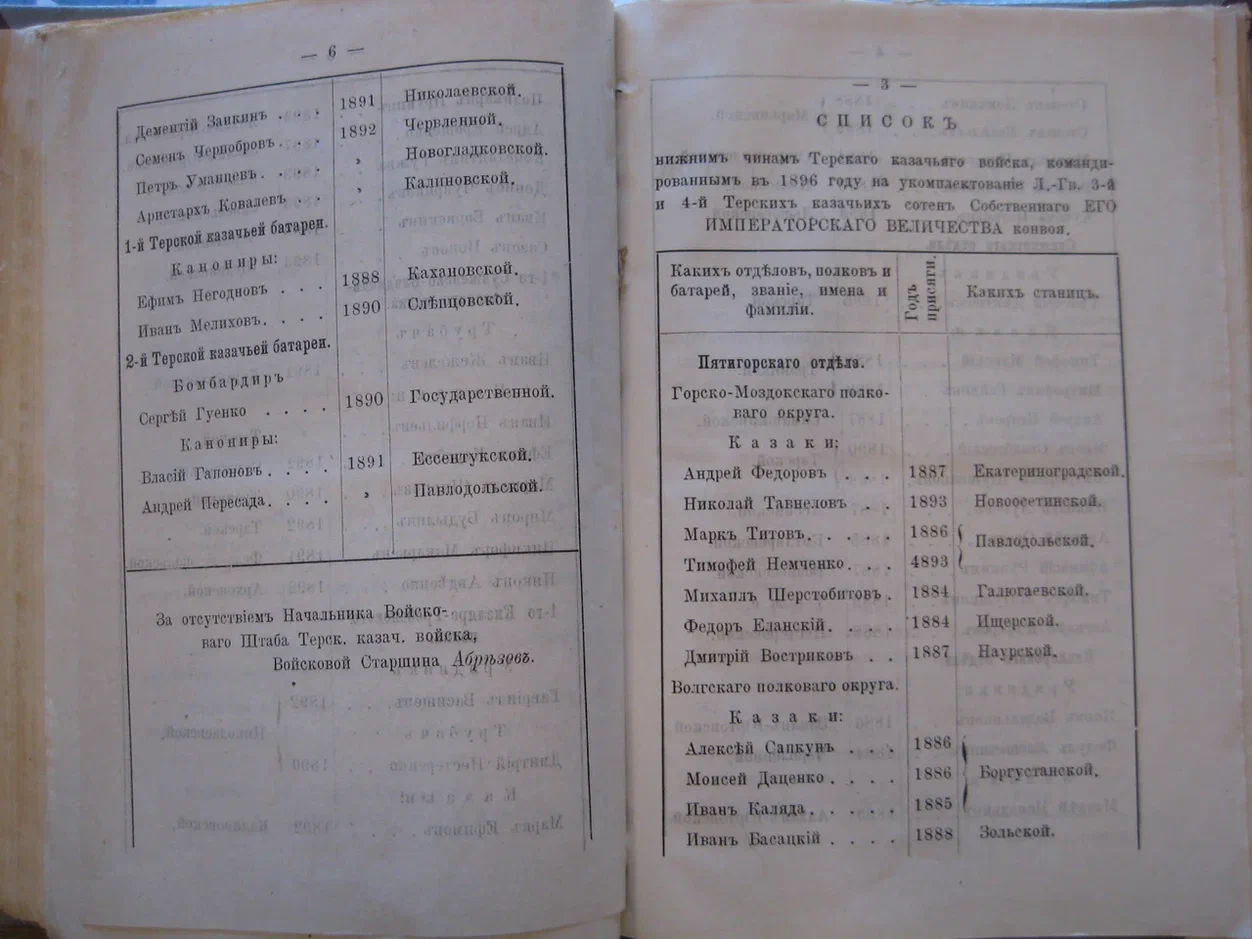 — 6 —
Дементій Заикинъ . . . 1891 Николаевской.
Семенъ Чернобровъ . . . 1892 Червленной.
Петръ Уманцевъ. . . . „ Новогладковской.
Аристархъ Ковалевъ . . „ Калиновской.
1-й Терской казачьей батареи.
Канониры:
Ефимъ Негодновъ . . . 1888 Кахановской.
Иванъ Мелиховъ. . . . 1890 Слѣпцовской.
2-й Терской казачьей батареи.
Бомбардиръ
Сергѣй Гуенко . . . . 1890 Государственной.
Канониры:
Власій Гапоновъ . . . . 1891 Ессентукской.
Андрей Пересада. . . . „ Павлодольской.
За отсутствіемъ Начальника Войско-
ваго Штаба Терск. казач. войска,
Войсковой Старшина Абрѣзовъ.
— 3 —
СПИСОКЪ
нижнимъ чинамъ Терскаго казачьяго войска, команди-
рованнымъ въ 1896 году на укомплектованіе Л.-Гв. 3-й
и 4-й Терскихъ казачьихъ сотенъ Собственнаго ЕГО
ИМПЕРАТОРСКАГО ВЕЛИЧЕСТВА конвоя.
Какихъ отдѣловъ, полковъ и
батарей, званіе, имена и
фамиліи.
Годъ
присяги.
Какихъ станицъ.
Пятигорскаго отдѣла.
Горско-Моздокскаго полко-
ваго округа.
Казаки:
Андрей Федоровъ . . . 1887 Екатериноградской.
Николай Тавнеловъ . . 1893 Новоосетинской.
Маркъ Титовъ. . . . . 1886
Павлодольской.
Тимофей Немченко. . . 4893
Михаилъ Шерстобитовъ . 1884 Галюгаевской.
Федоръ Еланскій. . . . 1884 Ищерской.
Дмитрій Востриковъ . . 1887 Наурской.
Волгскаго полковаго округа.
Казаки:
Алексѣй Сапкунъ . . . 1886
Моисей Даценко . . . . 1886 Боргустанской.
Иванъ Каляда. . . . . 1885
Иванъ Басацкій . . . . 1888 Зольской.